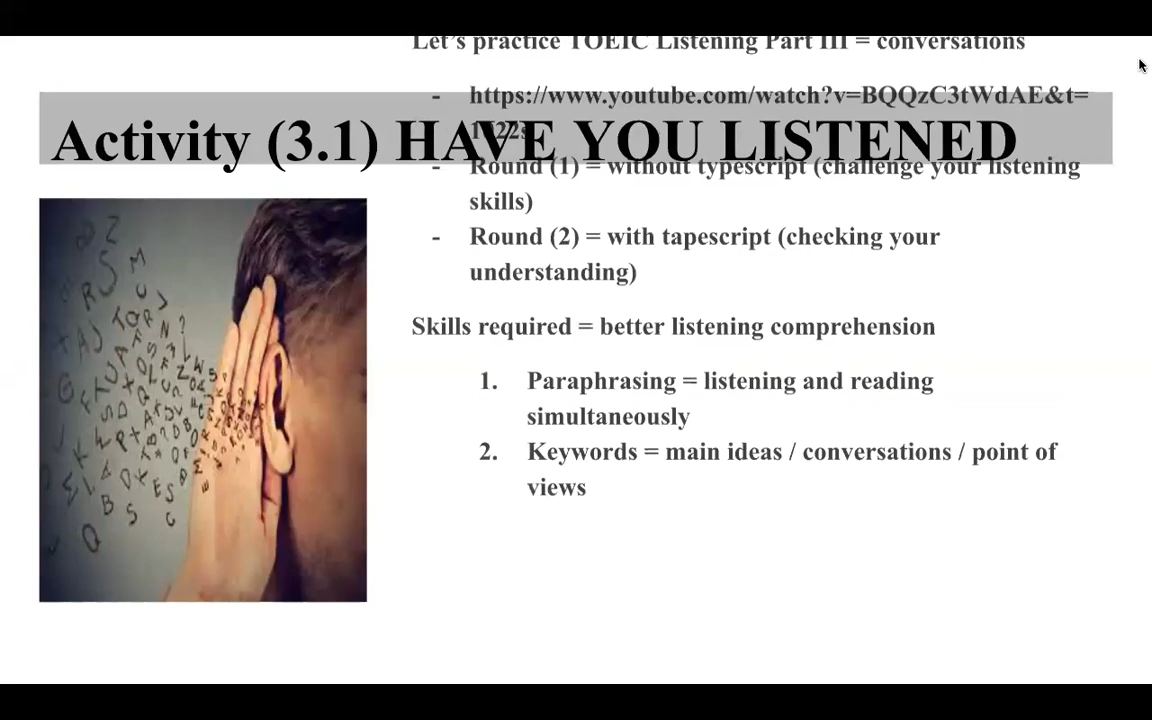 Let's practice TOEIC Listening Part III = conversations
- https://www.youtube.com/watch?v=BQQzC3tWdAE&t=
Activity (3.1) HAVE YOU LISTENED
- Round (1) = without typescript (challenge your listening
skills)
- Round (2) = with tapescript (checking your
understanding)
Skills required = better listening comprehension
1. Paraphrasing = listening and reading
simultaneously
2. Keywords = main ideas / conversations / point of
views